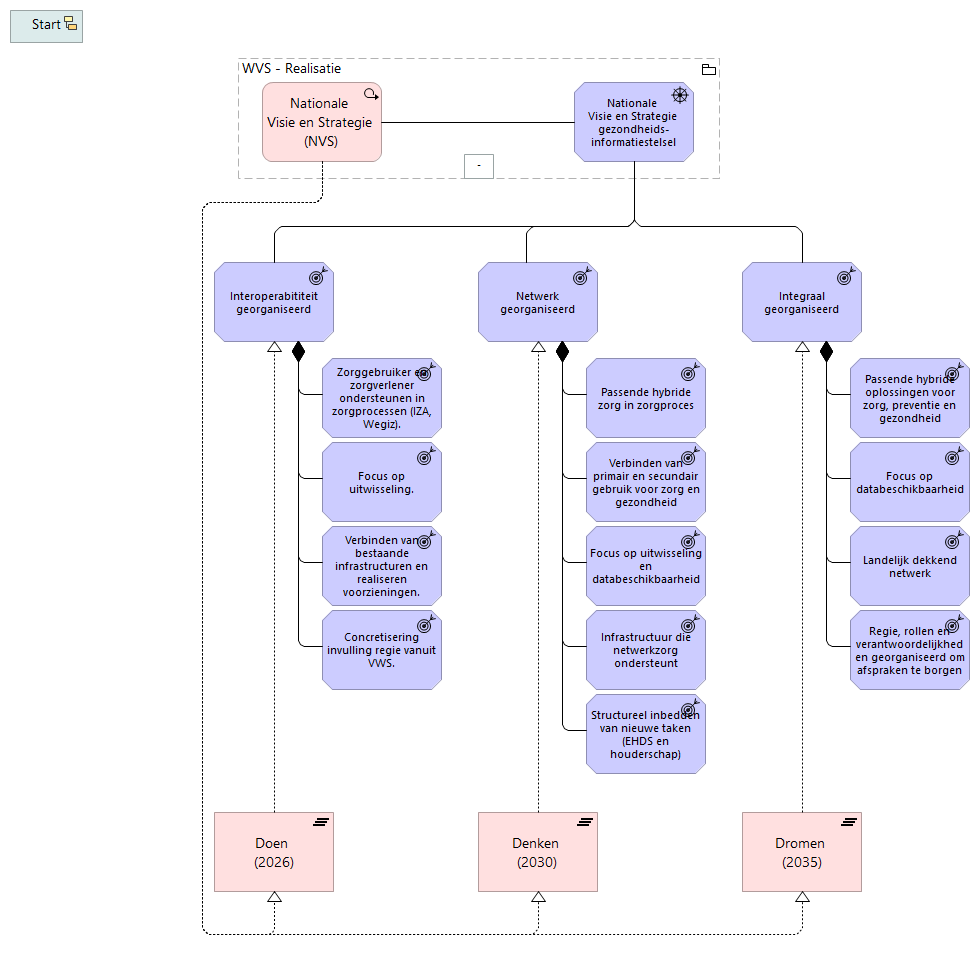 Start
WVS - Realisatie
Nationale
Visie en Strategie
(NVS)
Nationale
Visie en Strategie
gezondheids-
informatiestelsel
-
Interoperabititeit
georganiseerd
Netwerk
georganiseerd
Integraal
georganiseerd
Zorggebruiker en
zorgverlener
ondersteunen in
zorgprocessen (IZA,
Wegiz).
Focus op
uitwisseling.
Verbinden van
bestaande
infrastructuren en
realiseren
voorzieningen.
Concretisering
invulling regie vanuit
VWS.
Passende hybride
zorg in zorgproces
Verbinden van
primair en secundair
gebruik voor zorg en
gezondheid
Focus op uitwisseling
en
databeschikbaarheid
Infrastructuur die
netwerkzorg
ondersteunt
Structureel inbedden
van nieuwe taken
(EHDS en
houderschap)
Passende hybride
oplossingen voor
zorg, preventie en
gezondheid
Focus op
databeschikbaarheid
Landelijk dekkend
netwerk
Regie, rollen en
verantwoordelijkhed
en georganiseerd om
afspraken te borgen
Doen
(2026)
Denken
(2030)
Dromen
(2035)